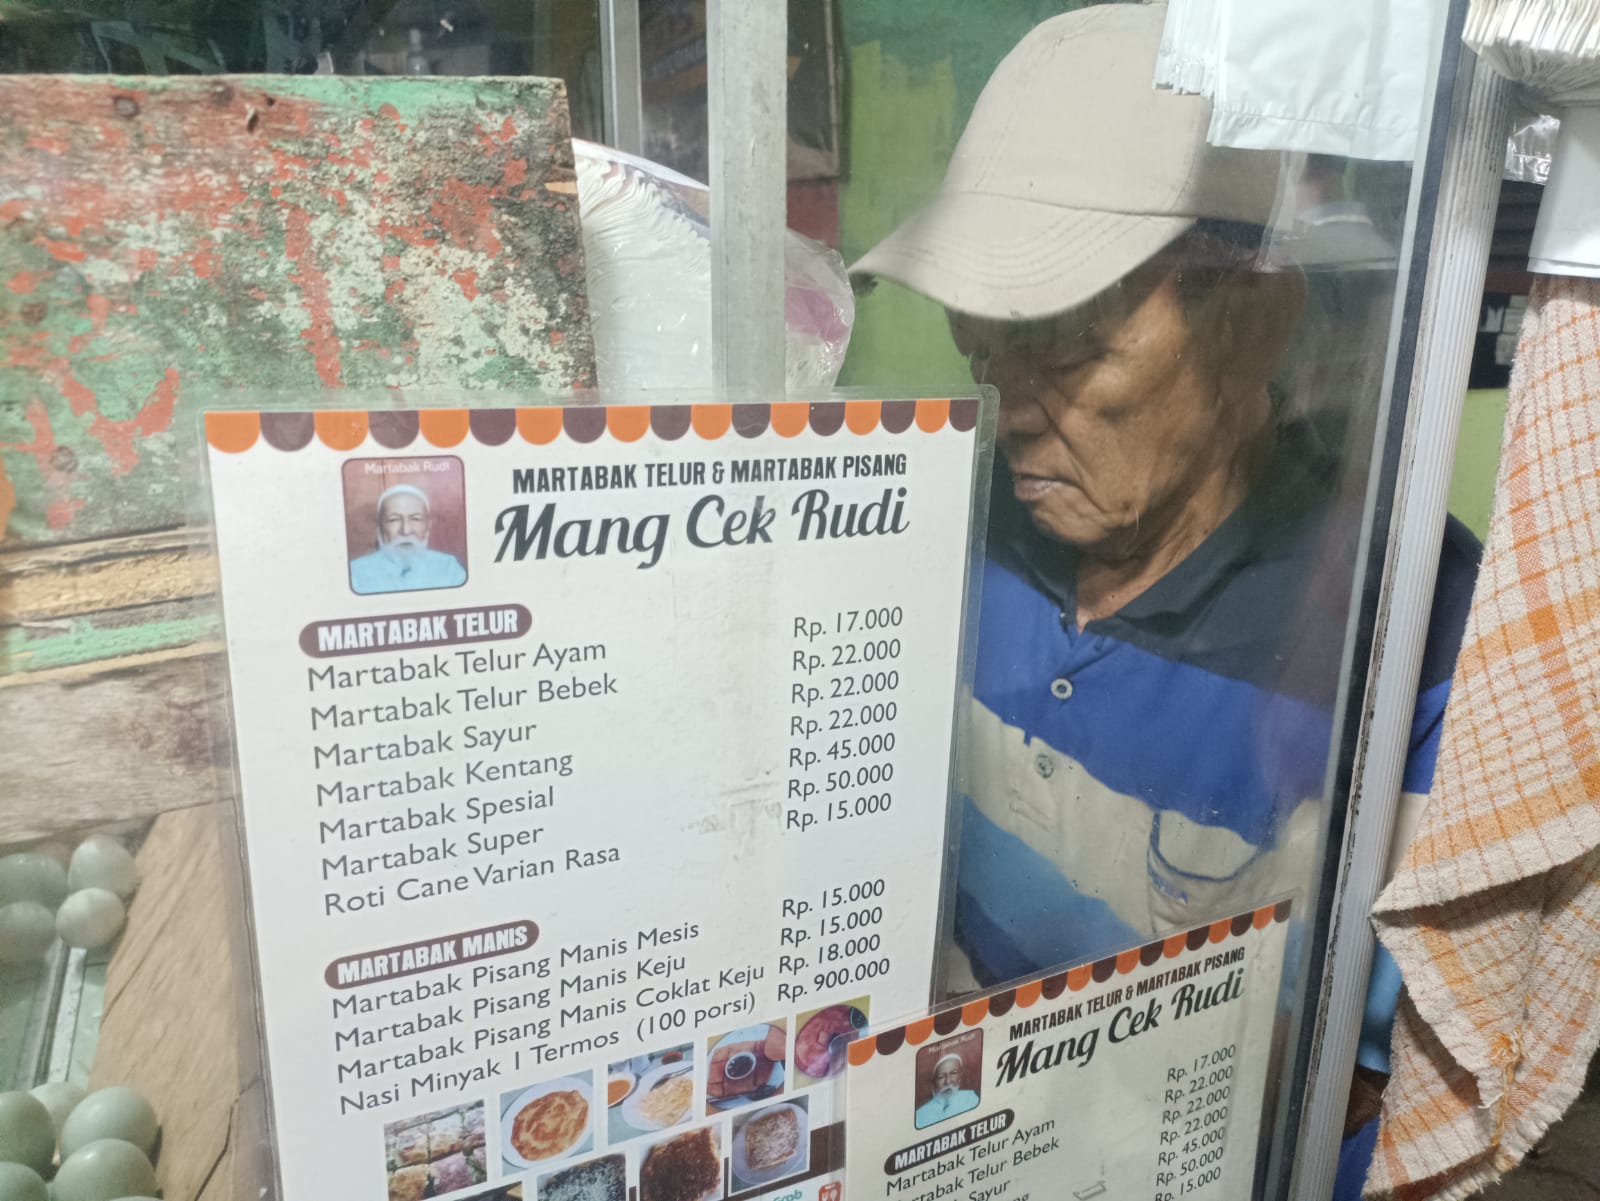 Martabak Rudi
MARTABAK TELUR & MARTABAK PISANG
Mang Cek Rudi
MARTABAK TELUR
Martabak Telur Ayam Rp. 17.000
Martabak Telur Bebek Rp. 22.000
Martabak Sayur Rp. 22.000
Martabak Kentang Rp. 22.000
Martabak Spesial Rp. 45.000
Martabak Super Rp. 50.000
Roti Cane Varian Rasa Rp. 15.000
MARTABAK MANIS
Martabak Pisang Manis Mesis Rp. 15.000
Martabak Pisang Manis Keju Rp. 15.000
Martabak Pisang Manis Coklat Keju Rp. 18.000
Nasi Minyak 1 Termos (100 porsi) Rp. 900.000
Martabak Rudi
MARTABAK TELUR & MARTABAK PISANG
Mang Cek Rudi
MARTABAK TELUR
Martabak Telur Ayam Rp. 17.000
Martabak Telur Bebek Rp. 22.000
Sayur Rp. 22.000
Rp. 22.000
Rp. 45.000
Rp. 50.000
Rp. 15.000